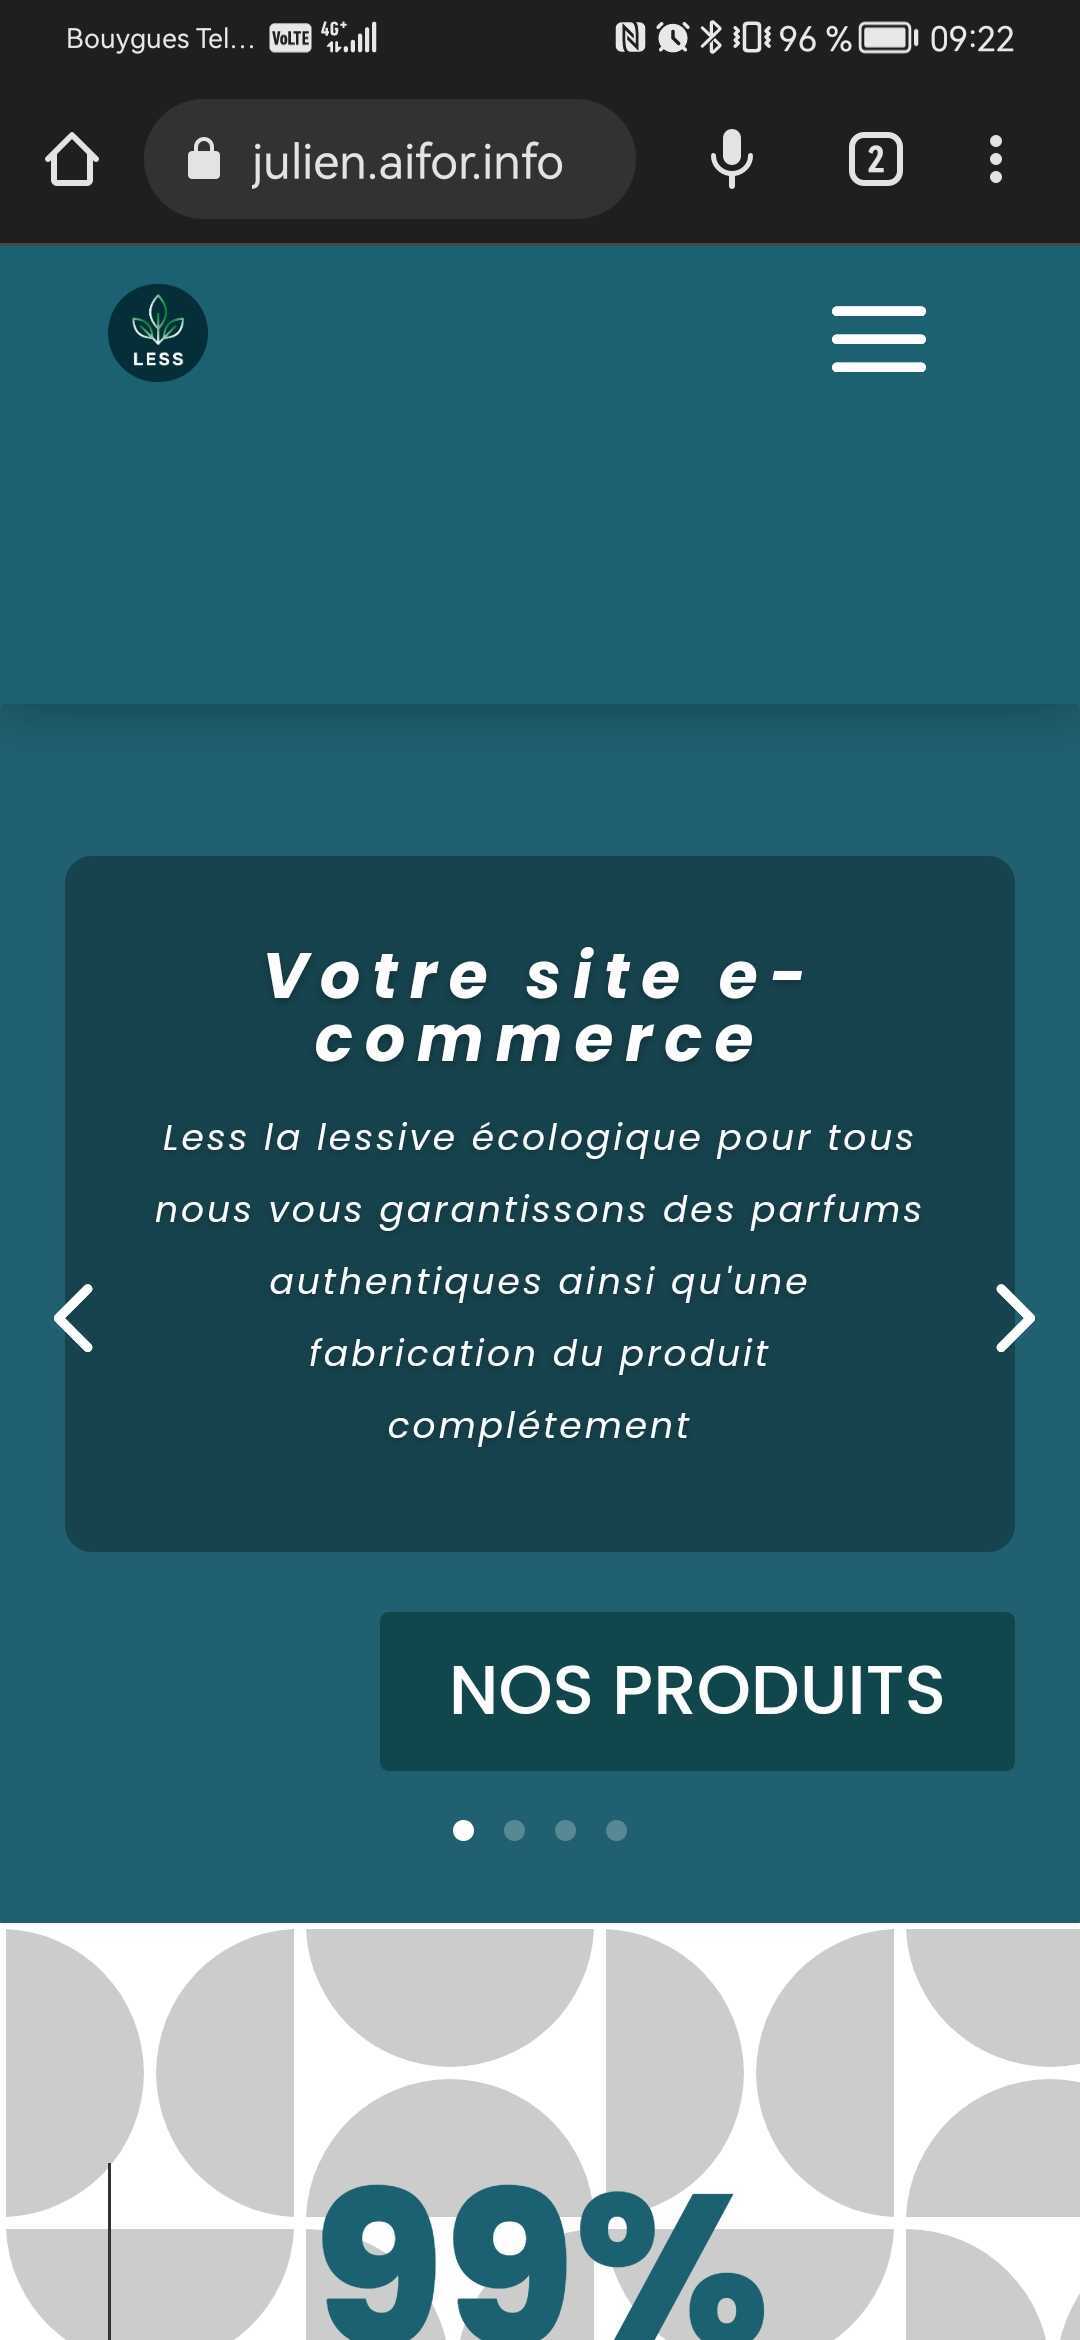 Bouygues Tel... VoLTE 4G+ 96 % 09:22
julien.aifor.info 2
LESS
Votre site e-
commerce
Less la lessive écologique pour tous
nous vous garantissons des parfums
authentiques ainsi qu'une
fabrication du produit
complétement
NOS PRODUITS
99%